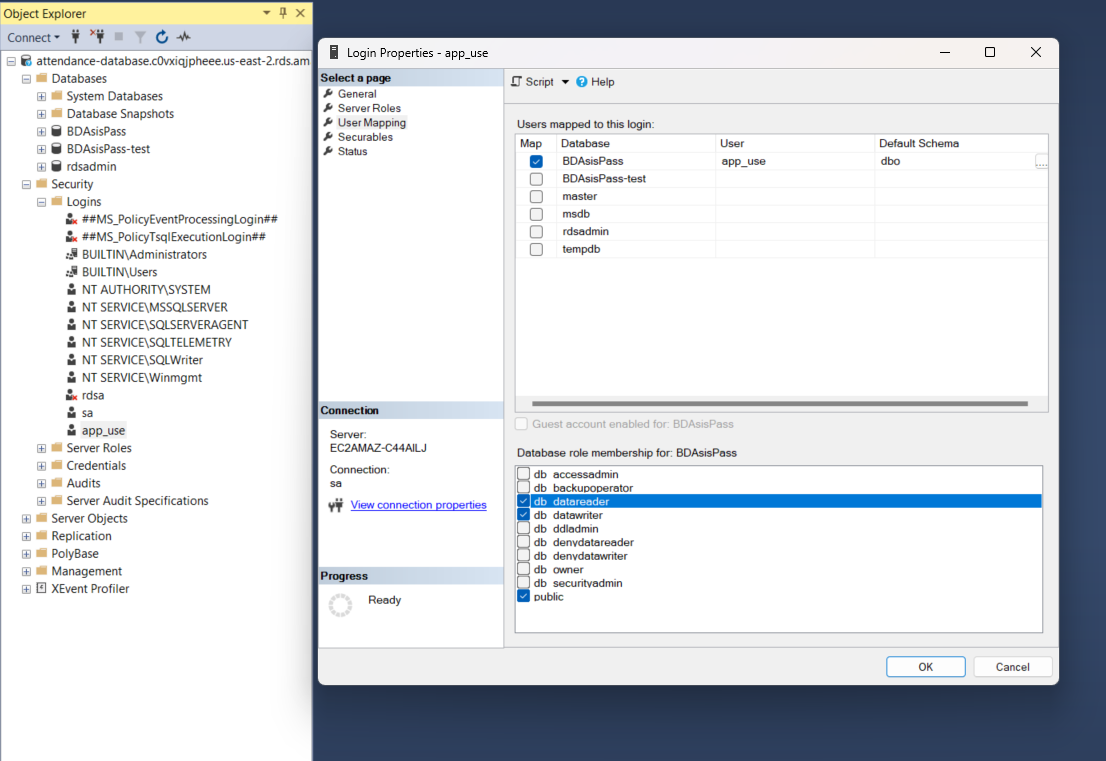 Object Explorer
Connect
attendance-database.c0vxiqjpheee.us-east-2.rds.am
Databases
System Databases
Database Snapshots
BDAsisPass
BDAsisPass-test
rdsadmin
Security
Logins
##MS_PolicyEventProcessingLogin##
##MS_PolicyTsqlExecutionLogin##
BUILTIN\Administrators
BUILTIN\Users
NT AUTHORITY\SYSTEM
NT SERVICE\MSSQLSERVER
NT SERVICE\SQLSERVERAGENT
NT SERVICE\SQLTELEMETRY
NT SERVICE\SQLWriter
NT SERVICE\Winmgmt
rdsa
sa
app_use
Server Roles
Credentials
Audits
Server Audit Specifications
Server Objects
Replication
PolyBase
Management
XEvent Profiler
Login Properties - app_use
Select a page
General
Server Roles
User Mapping
Securables
Status
Connection
Server:
EC2AMAZ-C44AILJ
Connection:
sa
View connection properties
Progress
Ready
Script Help
Users mapped to this login:
Map Database User Default Schema
BDAsisPass app_use dbo ...
BDAsisPass-test
master
msdb
rdsadmin
tempdb
Guest account enabled for: BDAsisPass
Database role membership for: BDAsisPass
db_accessadmin
db_backupoperator
db_datareader
db_datawriter
db_ddladmin
db_denydatareader
db_denydatawriter
db_owner
db_securityadmin
public
OK Cancel